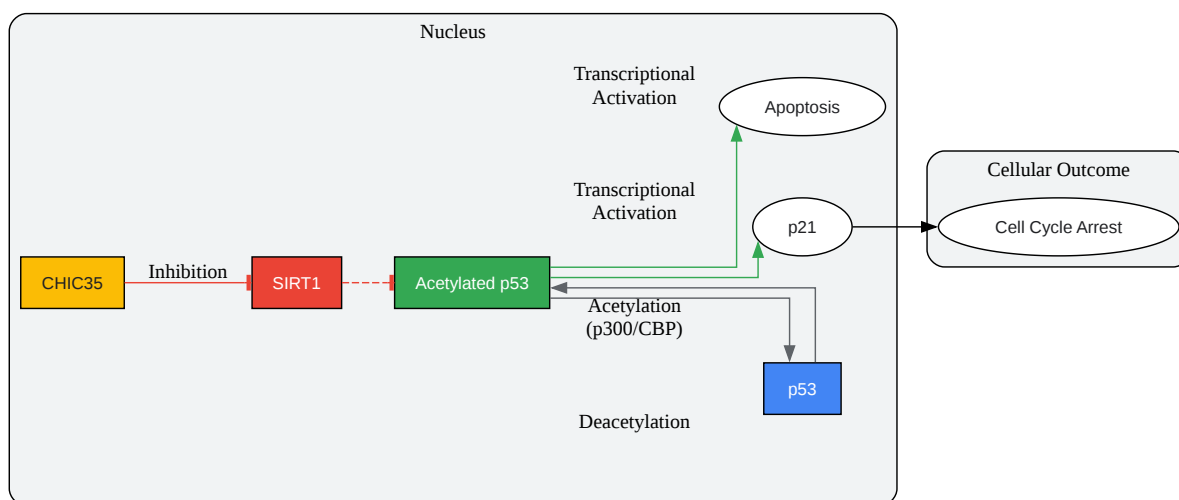 Nucleus
Transcriptional
Activation
Apoptosis
Cellular Outcome
Transcriptional
Activation
p21
Cell Cycle Arrest
CHIC35
Inhibition
SIRT1
Acetylated p53
Acetylation
(p300/CBP)
p53
Deacetylation